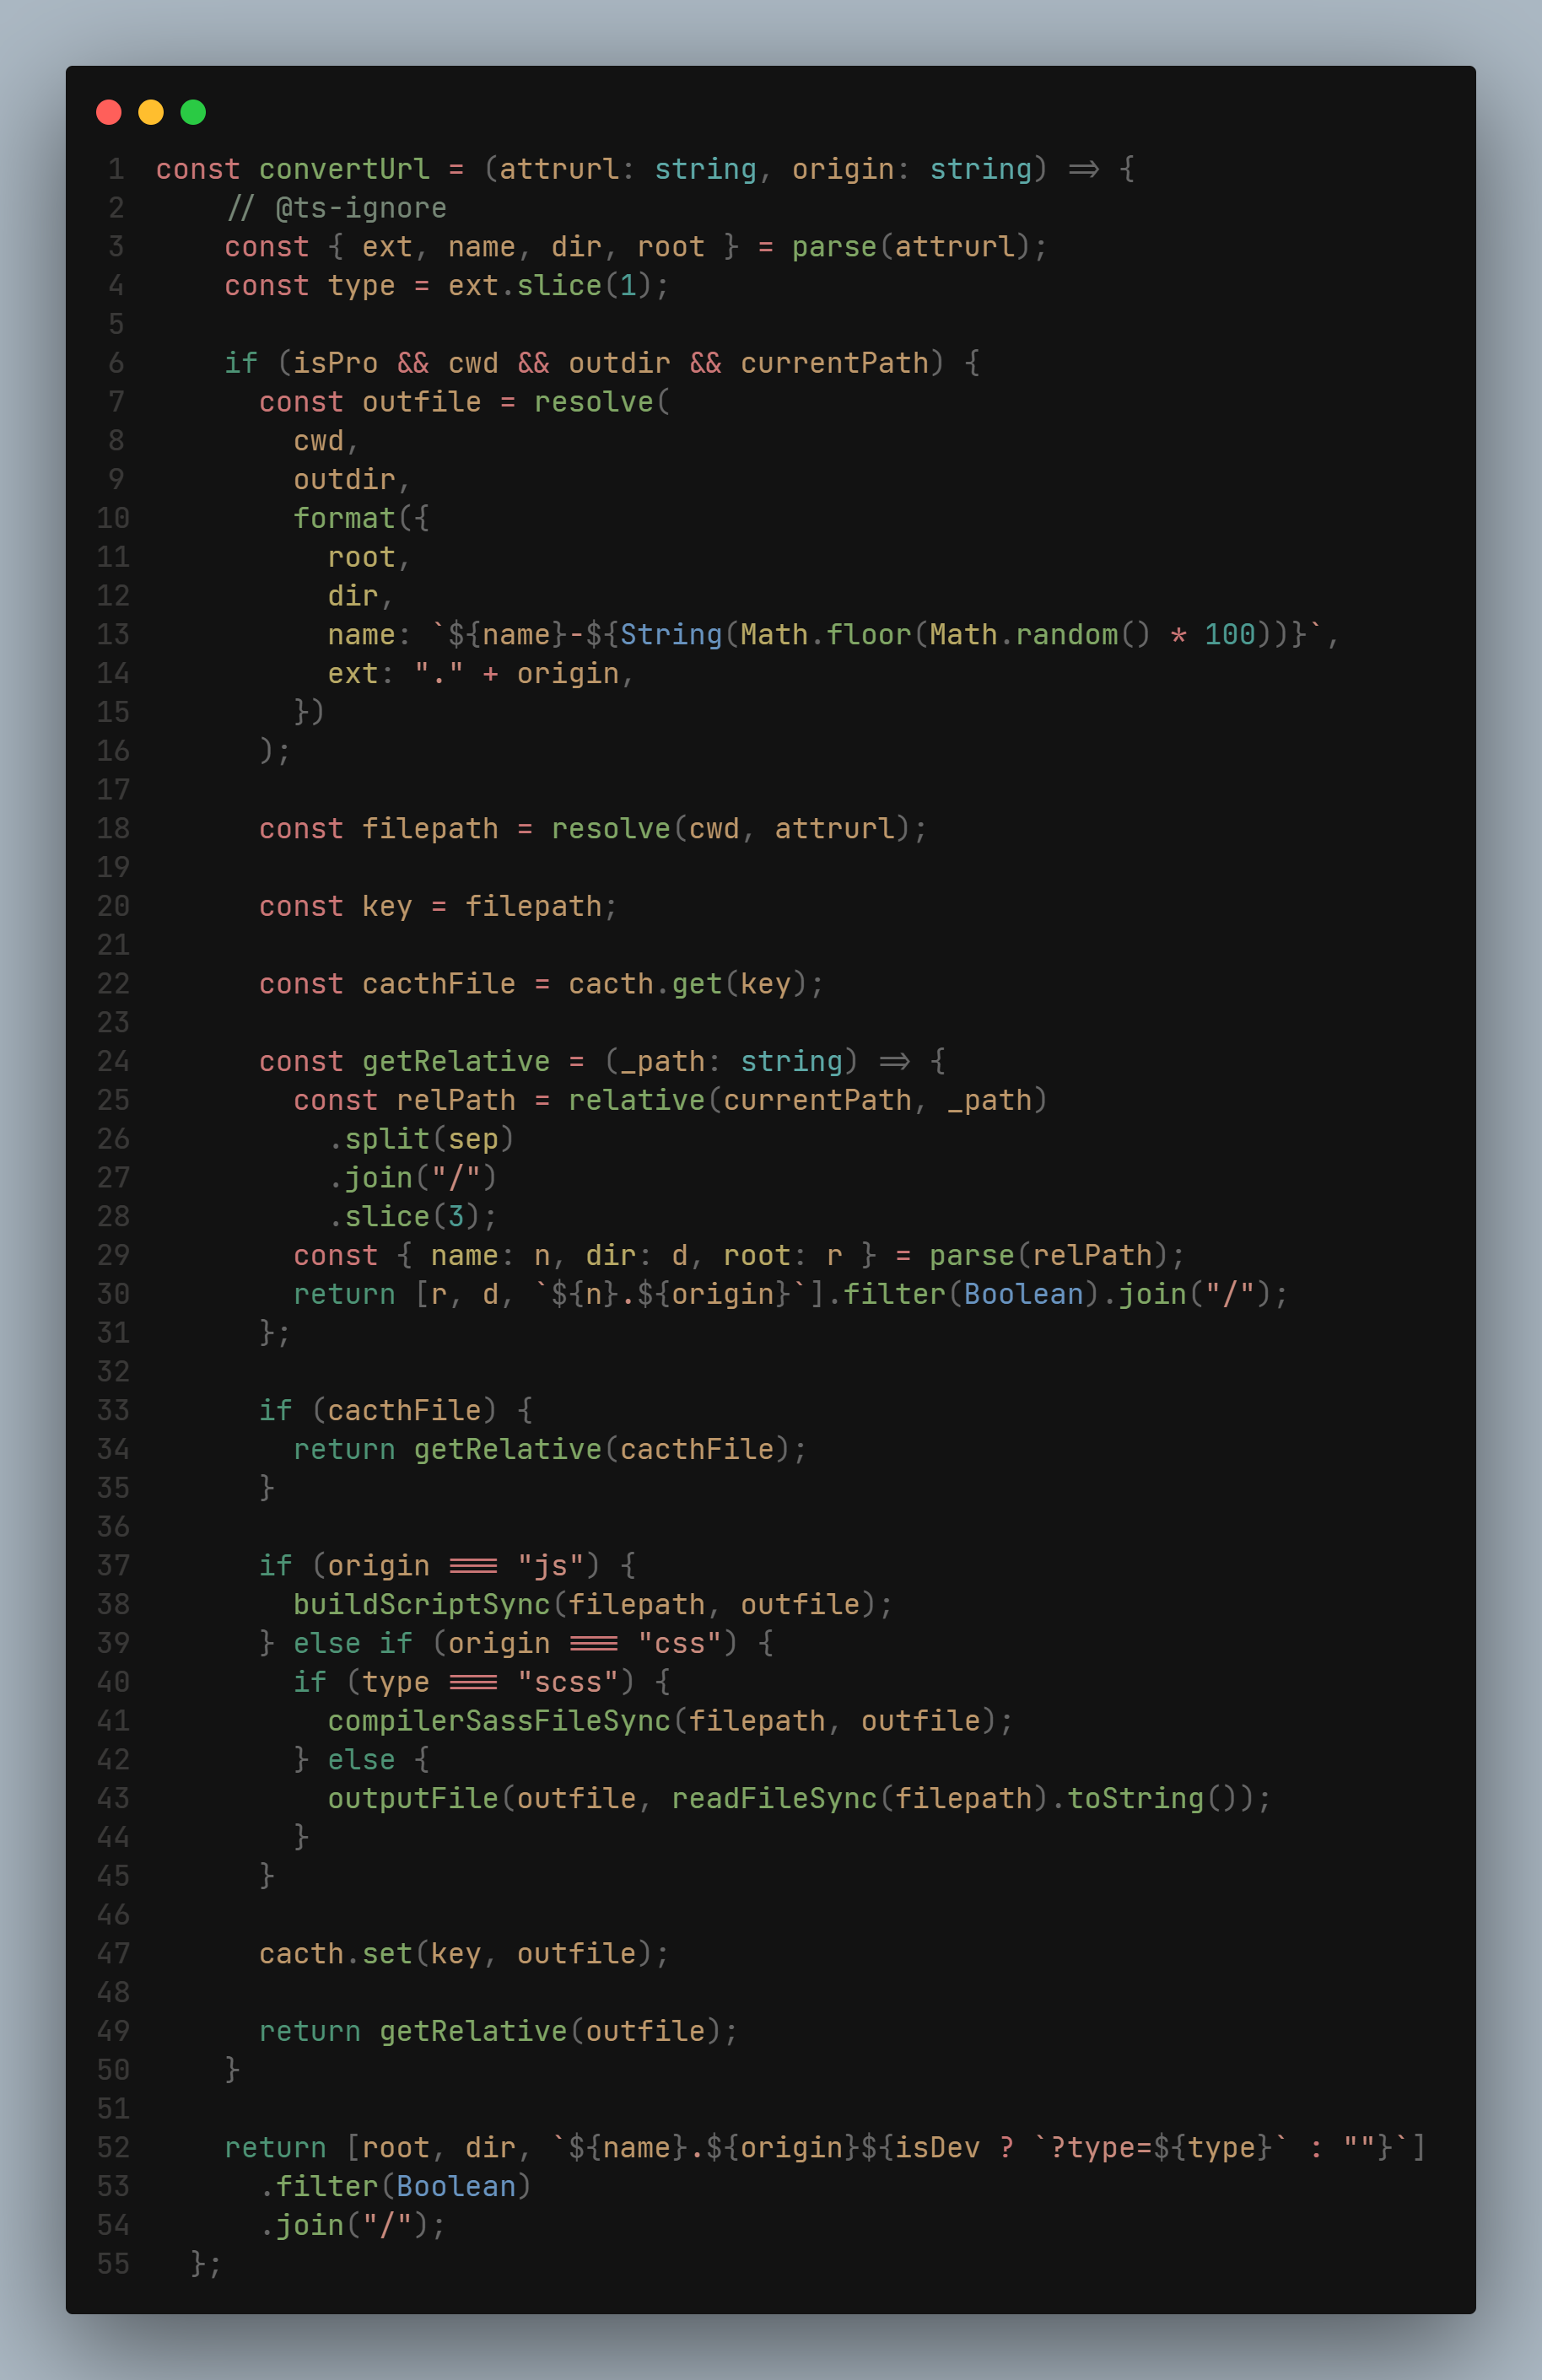 1 const convertUrl = (attrurl: string, origin: string) => {
2     // @ts-ignore
3     const { ext, name, dir, root } = parse(attrurl);
4     const type = ext.slice(1);
5
6     if (isPro && cwd && outdir && currentPath) {
7       const outfile = resolve(
8         cwd,
9         outdir,
10         format({
11           root,
12           dir,
13           name: `${name}-${String(Math.floor(Math.random() * 100))}`,
14           ext: "." + origin,
15         })
16       );
17
18       const filepath = resolve(cwd, attrurl);
19
20       const key = filepath;
21
22       const cacthFile = cacth.get(key);
23
24       const getRelative = (_path: string) => {
25         const relPath = relative(currentPath, _path)
26           .split(sep)
27           .join("/")
28           .slice(3);
29         const { name: n, dir: d, root: r } = parse(relPath);
30         return [r, d, `${n}.${origin}`].filter(Boolean).join("/");
31       };
32
33       if (cacthFile) {
34         return getRelative(cacthFile);
35       }
36
37       if (origin === "js") {
38         buildScriptSync(filepath, outfile);
39       } else if (origin === "css") {
40         if (type === "scss") {
41           compilerSassFileSync(filepath, outfile);
42         } else {
43           outputFile(outfile, readFileSync(filepath).toString());
44         }
45       }
46
47       cacth.set(key, outfile);
48
49       return getRelative(outfile);
50     }
51
52     return [root, dir, `${name}.${origin}${isDev ? `?type=${type}` : ""}`]
53       .filter(Boolean)
54       .join("/");
55   };